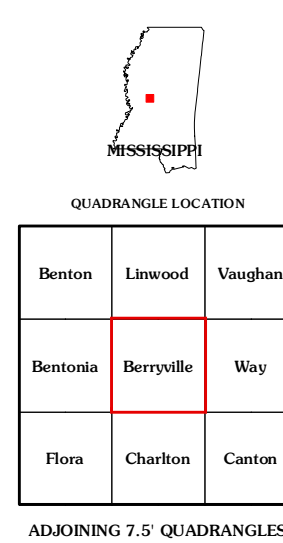 MISSISSIPPI
QUADRANGLE LOCATION
Benton Linwood Vaughan
Bentonia Berryville Way
Flora Charlton Canton
ADJOINING 7.5' QUADRANGLES